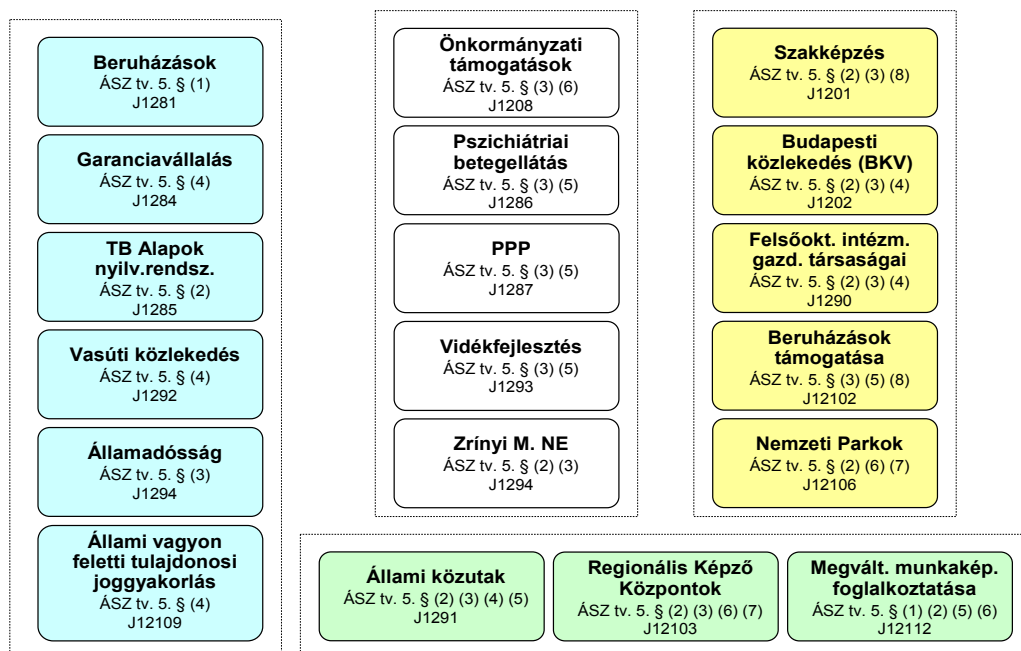 Beruházások
ÁSZ tv. 5. § (1)
J1281
Garanciavállalás
ÁSZ tv. 5. § (4)
J1284
TB Alapok
nyilv.rendsz.
ÁSZ tv. 5. § (2)
J1285
Vasúti közlekedés
ÁSZ tv. 5. § (4)
J1292
Államadósság
ÁSZ tv. 5. § (3)
J1294
Állami vagyon
feletti tulajdonosi
joggyakorlás
ÁSZ tv. 5. § (4)
J12109
Önkormányzati
támogatások
ÁSZ tv. 5. § (3) (6)
J1208
Pszichiátriai
betegellátás
ÁSZ tv. 5. § (3) (5)
J1286
PPP
ÁSZ tv. 5. § (3) (5)
J1287
Vidékfejlesztés
ÁSZ tv. 5. § (3) (5)
J1293
Zrínyi M. NE
ÁSZ tv. 5. § (2) (3)
J1294
Szakképzés
ÁSZ tv. 5. § (2) (3) (8)
J1201
Budapesti
közlekedés (BKV)
ÁSZ tv. 5. § (2) (3) (4)
J1202
Felsőokt. intézm.
gazd. társaságai
ÁSZ tv. 5. § (2) (3) (4)
J1290
Beruházások
támogatása
ÁSZ tv. 5. § (3) (5) (8)
J12102
Nemzeti Parkok
ÁSZ tv. 5. § (2) (6) (7)
J12106
Állami közutak
ÁSZ tv. 5. § (2) (3) (4) (5)
J1291
Regionális Képző
Központok
ÁSZ tv. 5. § (2) (3) (6) (7)
J12103
Megvált. munkakép.
foglalkoztatása
ÁSZ tv. 5. § (1) (2) (5) (6)
J12112